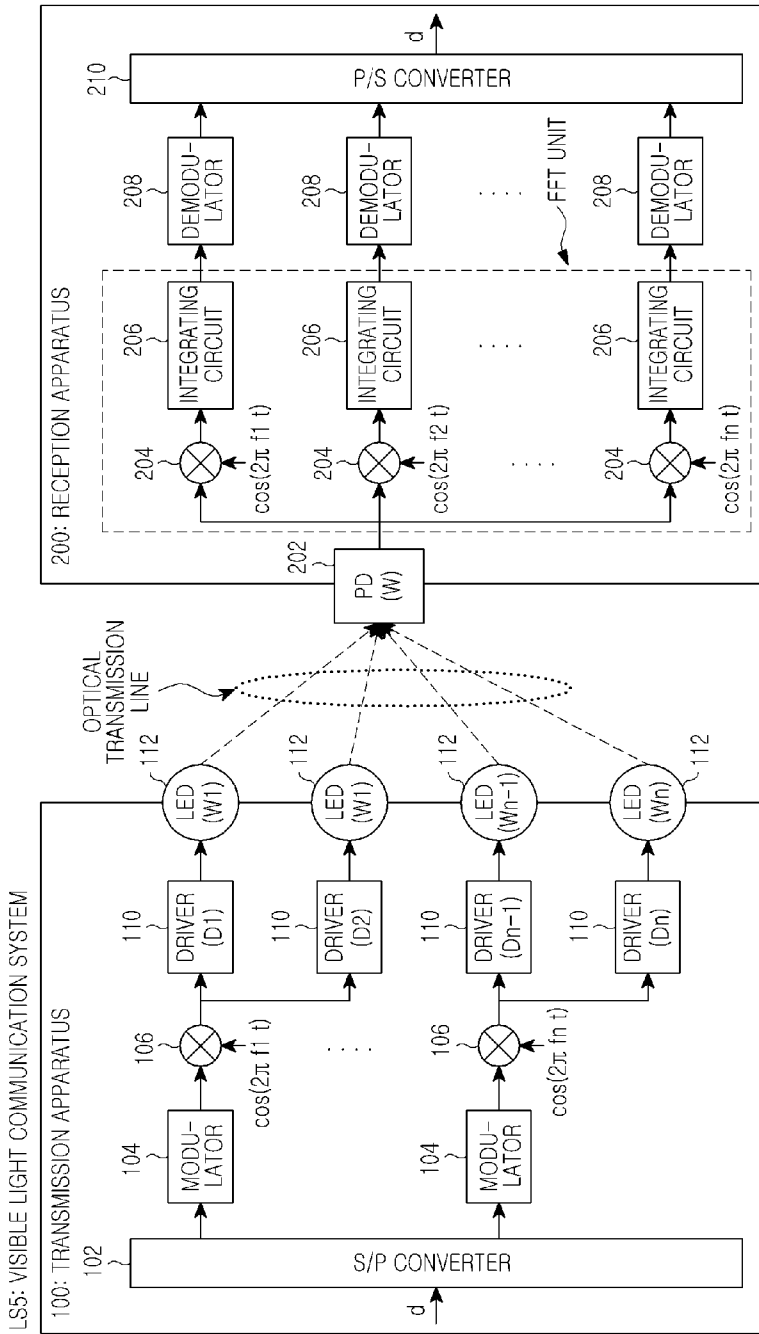 LS5: VISIBLE LIGHT COMMUNICATION SYSTEM
100: TRANSMISSION APPARATUS
d
102
S/P CONVERTER
104
MODU-
LATOR
106
cos(2π f1 t)
110
DRIVER
(D1)
112
LED
(W1)
110
DRIVER
(D2)
112
LED
(W1)
. . . .
104
MODU-
LATOR
106
cos(2π fn t)
110
DRIVER
(Dn-1)
112
LED
(Wn-1)
110
DRIVER
(Dn)
112
LED
(Wn)
OPTICAL
TRANSMISSION
LINE
200: RECEPTION APPARATUS
202
PD
(W)
204
cos(2π f1 t)
206
INTEGRATING
CIRCUIT
208
DEMODU-
LATOR
204
cos(2π f2 t)
206
INTEGRATING
CIRCUIT
208
DEMODU-
LATOR
. . . .
. . . .
. . . .
FFT UNIT
204
cos(2π fn t)
206
INTEGRATING
CIRCUIT
208
DEMODU-
LATOR
210
P/S CONVERTER
d